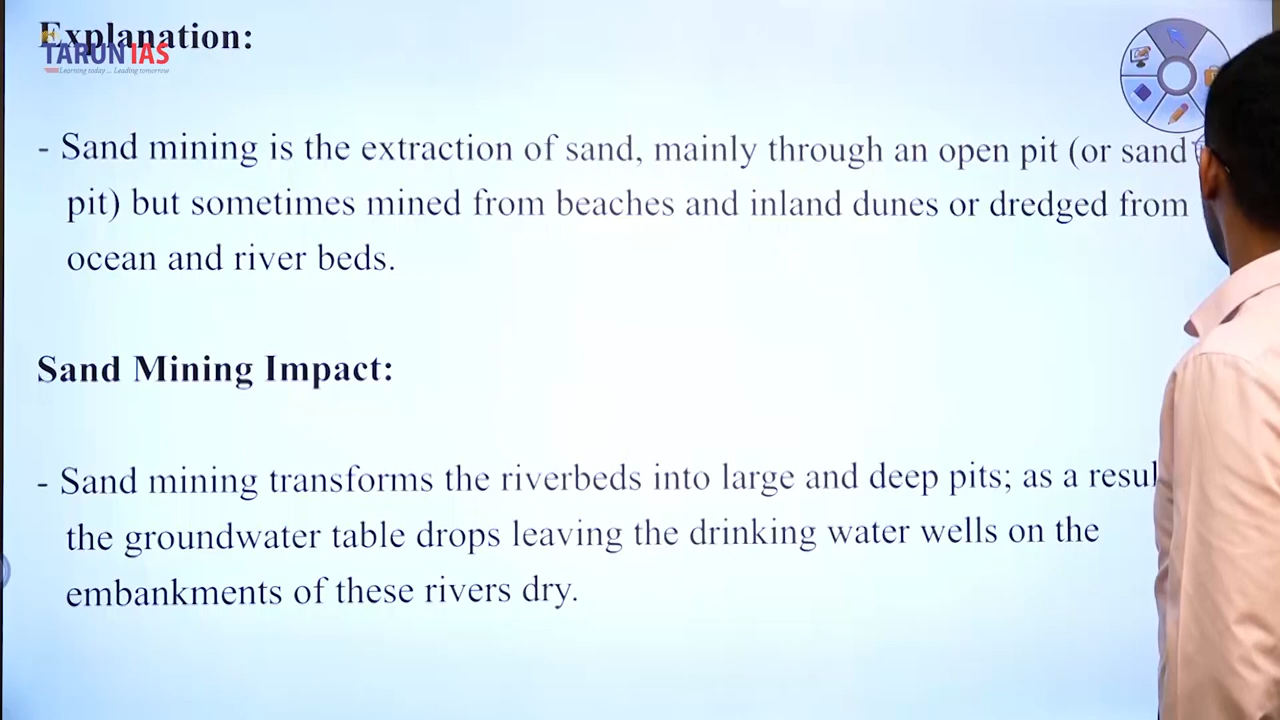 Explanation:
TARUN IAS
Learning today ... Leading tomorrow
- Sand mining is the extraction of sand, mainly through an open pit (or sand
pit) but sometimes mined from beaches and inland dunes or dredged from
ocean and river beds.
Sand Mining Impact:
- Sand mining transforms the riverbeds into large and deep pits; as a resul
the groundwater table drops leaving the drinking water wells on the
embankments of these rivers dry.